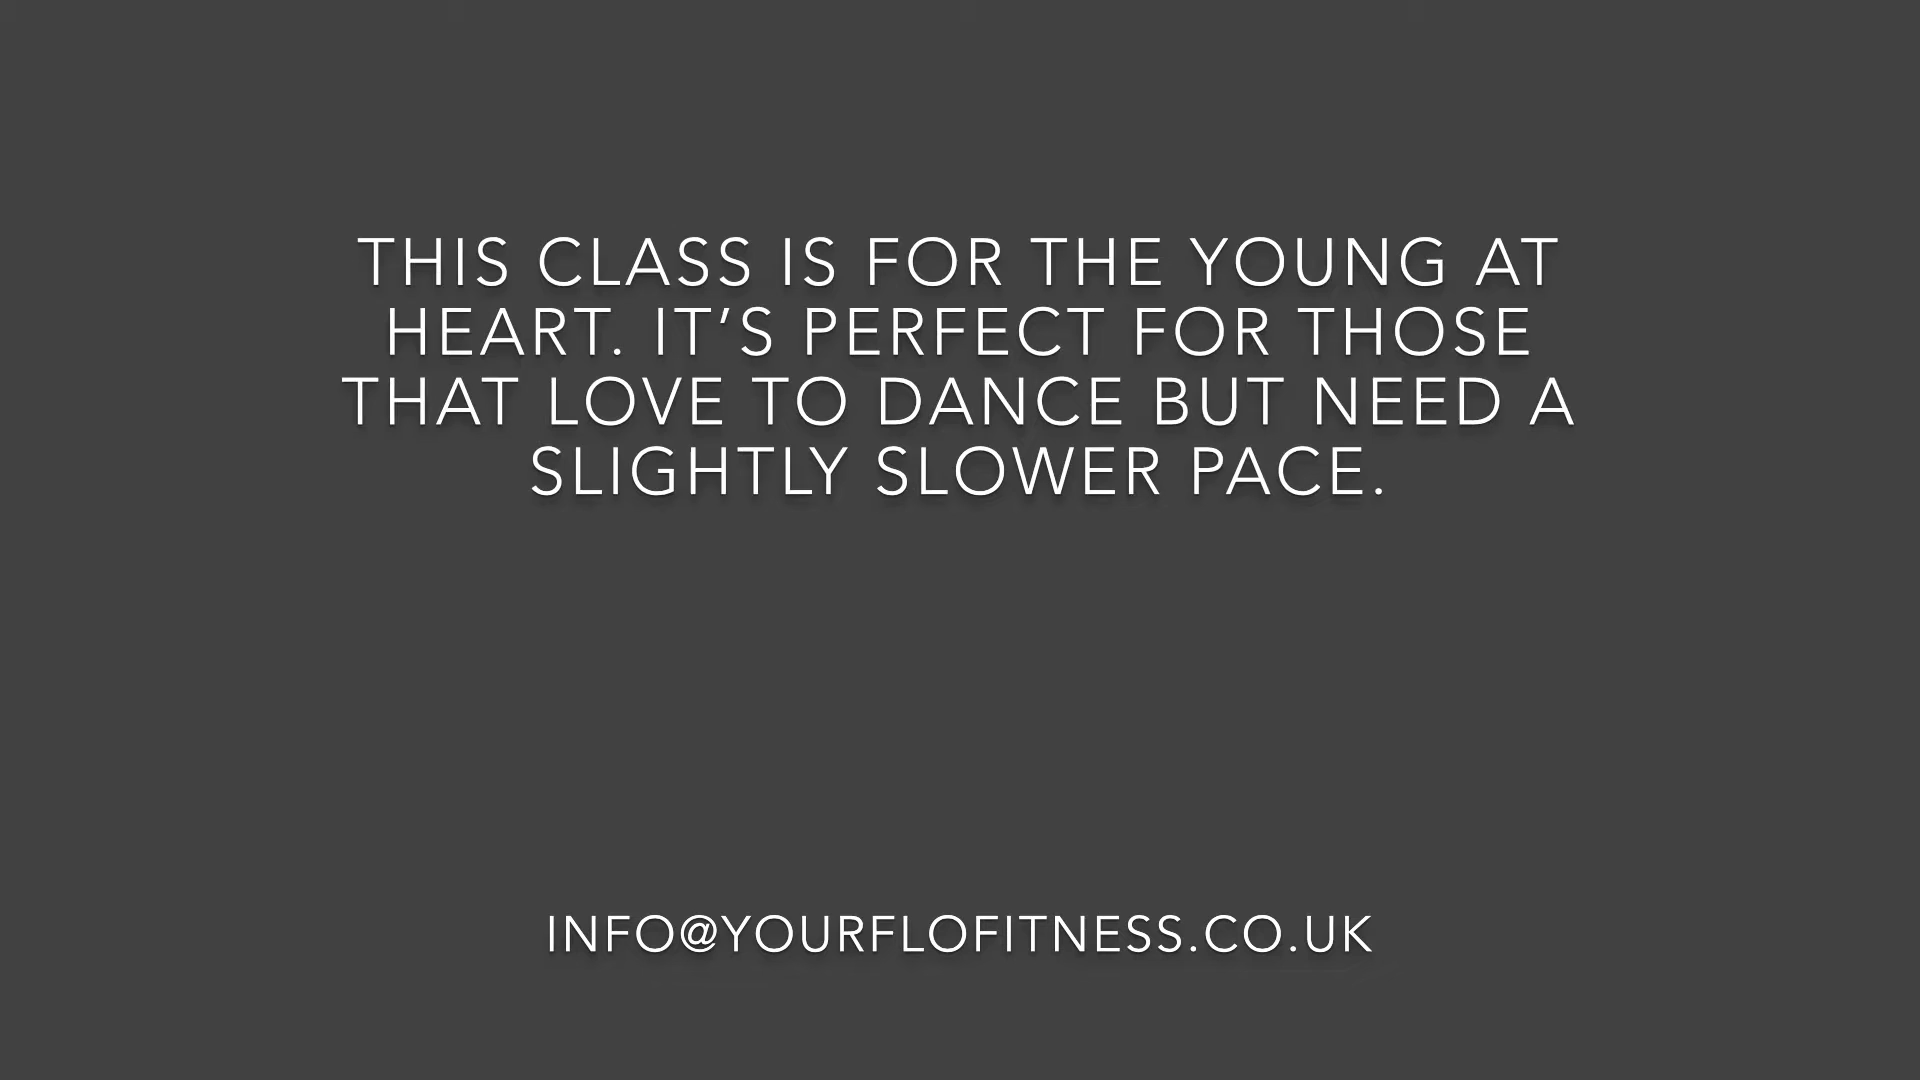 THIS CLASS IS FOR THE YOUNG AT
HEART. IT’S PERFECT FOR THOSE
THAT LOVE TO DANCE BUT NEED A
SLIGHTLY SLOWER PACE.
INFO@YOURFLOFITNESS.CO.UK